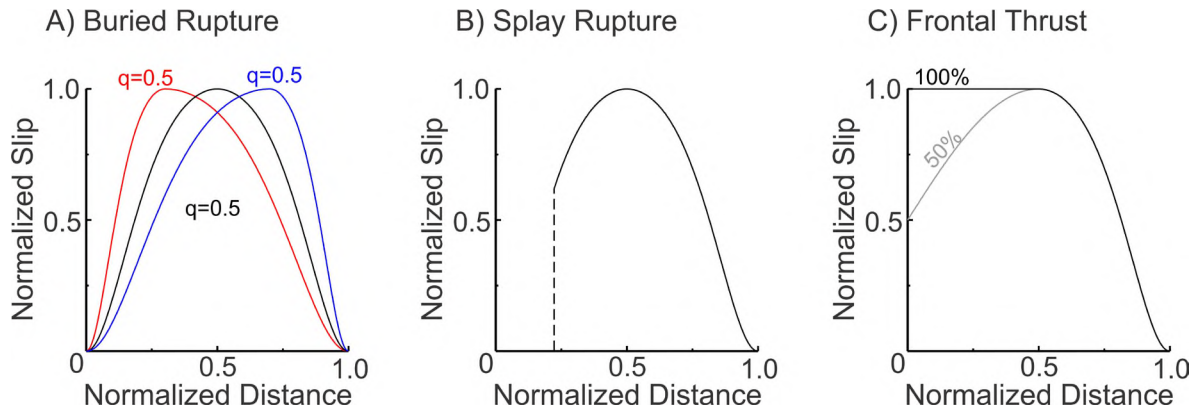 A) Buried Rupture
q=0.5
q=0.5
q=0.5
1.0
0.5
0
0.5
1.0
Normalized Slip
Normalized Distance
B) Splay Rupture
1.0
0.5
0
0.5
1.0
Normalized Slip
Normalized Distance
C) Frontal Thrust
100%
50%
1.0
0.5
0
0.5
1.0
Normalized Slip
Normalized Distance